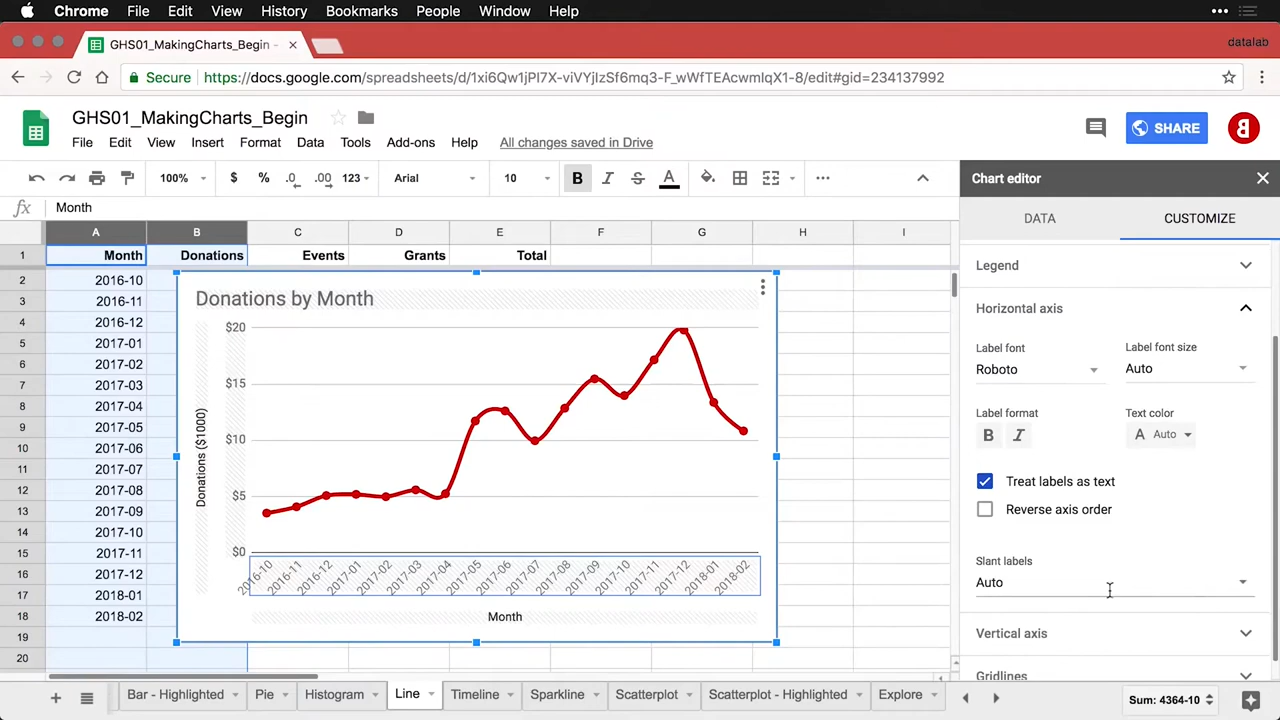 Chrome File Edit View History Bookmarks People Window Help
GHS01_MakingCharts_Begin -
datalab
Secure https://docs.google.com/spreadsheets/d/1xi6Qw1jPl7X-viVYjIzSf6mq3-F_wWfTEAcwmIqX1-8/edit#gid=234137992
GHS01_MakingCharts_Begin
SHARE
File Edit View Insert Format Data Tools Add-ons Help All changes saved in Drive
100% $ % .0 .00 123 Arial 10 B I S A
Chart editor
fx Month
DATA CUSTOMIZE
A B C D E F G H I
1 Month Donations Events Grants Total
2 2016-10
3 2016-11
4 2016-12
5 2017-01
6 2017-02
7 2017-03
8 2017-04
9 2017-05
10 2017-06
11 2017-07
12 2017-08
13 2017-09
14 2017-10
15 2017-11
16 2017-12
17 2018-01
18 2018-02
19
20
Donations by Month
$20
$15
$10
$5
$0
Donations ($1000)
2016-10 2016-11 2016-12 2017-01 2017-02 2017-03 2017-04 2017-05 2017-06 2017-07 2017-08 2017-09 2017-10 2017-11 2017-12 2018-01 2018-02
Month
Legend
Horizontal axis
Label font Label font size
Roboto Auto
Label format Text color
B I A Auto
Treat labels as text
Reverse axis order
Slant labels
Auto
Vertical axis
Gridlines
Bar - Highlighted Pie Histogram Line Timeline Sparkline Scatterplot Scatterplot - Highlighted Explore
Sum: 4364-10